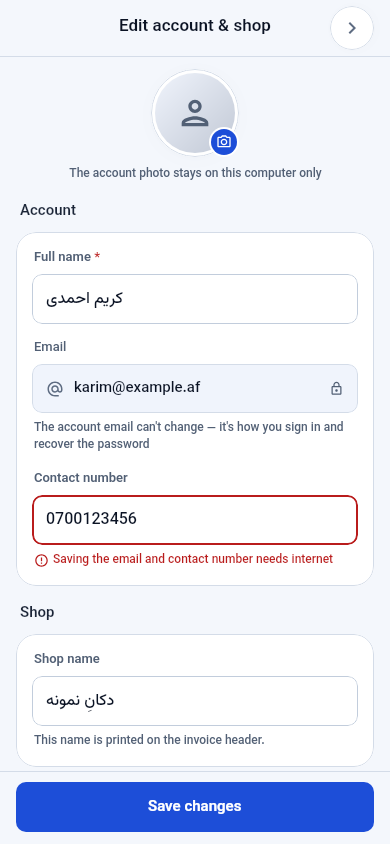 Edit account & shop
The account photo stays on this computer only
Account
Full name *
کریم احمدی
Email
karim@example.af
The account email can't change — it's how you sign in and
recover the password
Contact number
0700123456
Saving the email and contact number needs internet
Shop
Shop name
دکانِ نمونه
This name is printed on the invoice header.
Save changes